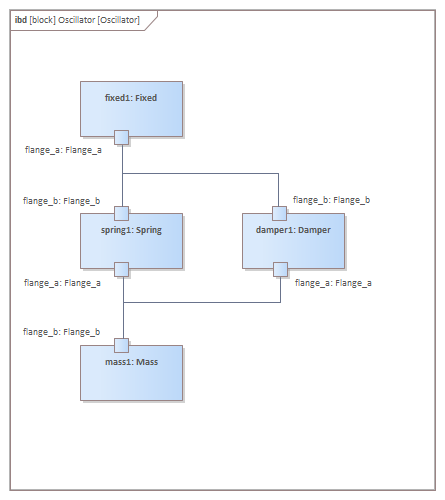 ibd [block] Oscillator [Oscillator]
fixed1: Fixed
flange_a: Flange_a
flange_b: Flange_b
flange_b: Flange_b
spring1: Spring
damper1: Damper
flange_a: Flange_a
flange_a: Flange_a
flange_b: Flange_b
mass1: Mass